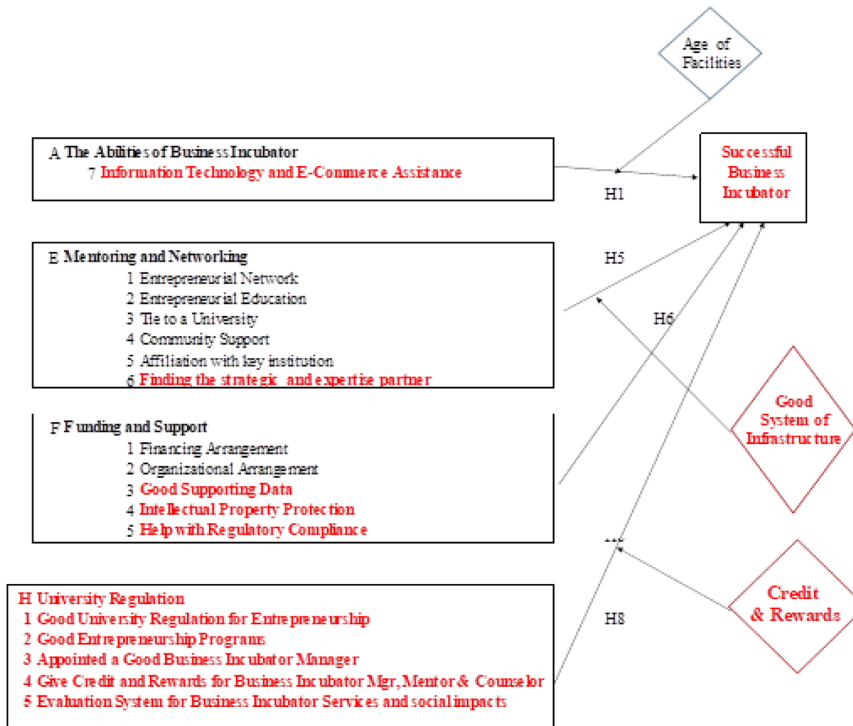 Age of
Facilities
A The Abilities of Business Incubator
7 Information Technology and E-Commerce Assistance
H1
Successful
Business
Incubator
E Mentoring and Networking
1 Entrepreneurial Network
2 Entrepreneurial Education
3 Tie to a University
4 Community Support
5 Affiliation with key institution
6 Finding the strategic and expertise partner
H5
H6
Good
System of
Infrastructure
F Funding and Support
1 Financing Arrangement
2 Organizational Arrangement
3 Good Supporting Data
4 Intellectual Property Protection
5 Help with Regulatory Compliance
Credit
& Rewards
H University Regulation
1 Good University Regulation for Entrepreneurship
2 Good Entrepreneurship Programs
3 Appointed a Good Business Incubator Manager
4 Give Credit and Rewards for Business Incubator Mgr, Mentor & Counselor
5 Evaluation System for Business Incubator Services and social impacts
H8